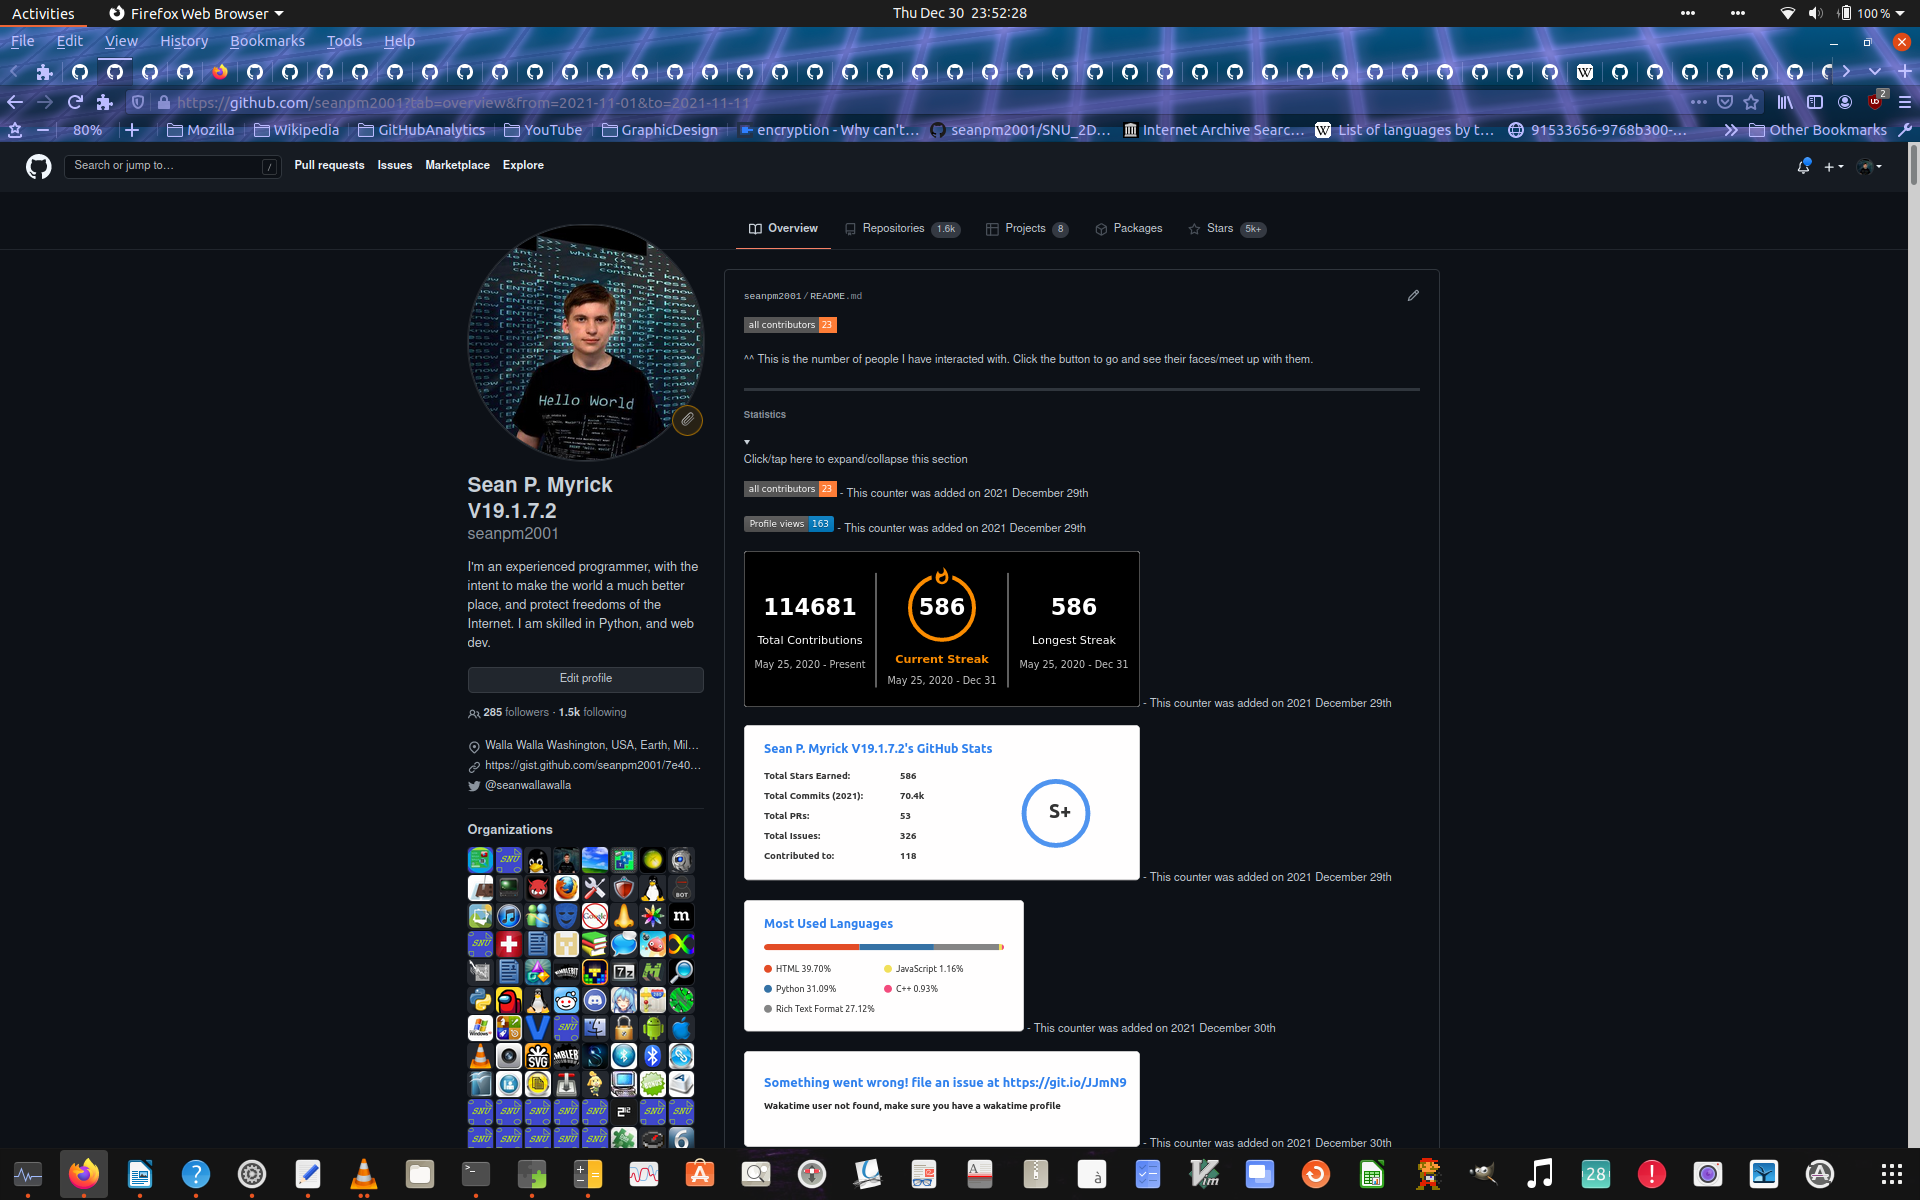 Activities
Firefox Web Browser
Thu Dec 30 23:52:28
100 %
File Edit View History Bookmarks Tools Help
https://github.com/seanpm2001?tab=overview&from=2021-11-01&to=2021-11-11
2
80%
Mozilla
Wikipedia
GitHubAnalytics
YouTube
GraphicDesign
encryption - Why can't…
seanpm2001/SNU_2D…
Internet Archive Searc…
List of languages by t…
91533656-9768b300-…
Other Bookmarks
Search or jump to…
/
Pull requests
Issues
Marketplace
Explore
Overview
Repositories 1.6k
Projects 8
Packages
Stars 5k+
Hello World
Sean P. Myrick
V19.1.7.2
seanpm2001
I'm an experienced programmer, with the
intent to make the world a much better
place, and protect freedoms of the
Internet. I am skilled in Python, and web
dev.
Edit profile
285 followers · 1.5k following
Walla Walla Washington, USA, Earth, Mil…
https://gist.github.com/seanpm2001/7e40…
@seanwallawalla
Organizations
seanpm2001/README.md
all contributors 23
^^ This is the number of people I have interacted with. Click the button to go and see their faces/meet up with them.
Statistics
Click/tap here to expand/collapse this section
all contributors 23 - This counter was added on 2021 December 29th
Profile views 163 - This counter was added on 2021 December 29th
114681
Total Contributions
May 25, 2020 - Present
586
Current Streak
May 25, 2020 - Dec 31
586
Longest Streak
May 25, 2020 - Dec 31
- This counter was added on 2021 December 29th
Sean P. Myrick V19.1.7.2's GitHub Stats
Total Stars Earned: 586
Total Commits (2021): 70.4k
Total PRs: 53
Total Issues: 326
Contributed to: 118
S+
- This counter was added on 2021 December 29th
Most Used Languages
HTML 39.70%
JavaScript 1.16%
Python 31.09%
C++ 0.93%
Rich Text Format 27.12%
- This counter was added on 2021 December 30th
Something went wrong! file an issue at https://git.io/JJmN9
Wakatime user not found, make sure you have a wakatime profile
- This counter was added on 2021 December 30th
28